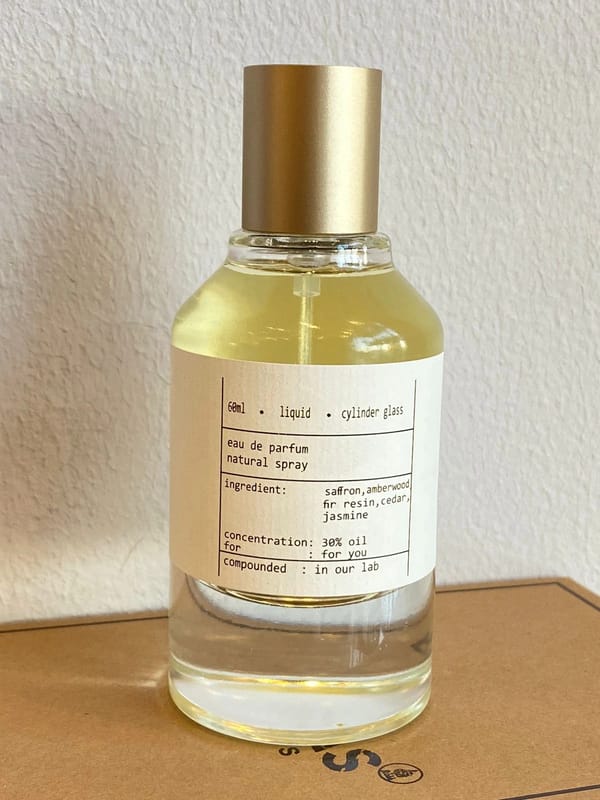 60ml • liquid • cylinder glass
eau de parfum
natural spray
ingredient: saffron,amberwood
fir resin,cedar,
jasmine
concentration: 30% oil
for : for you
compounded : in our lab